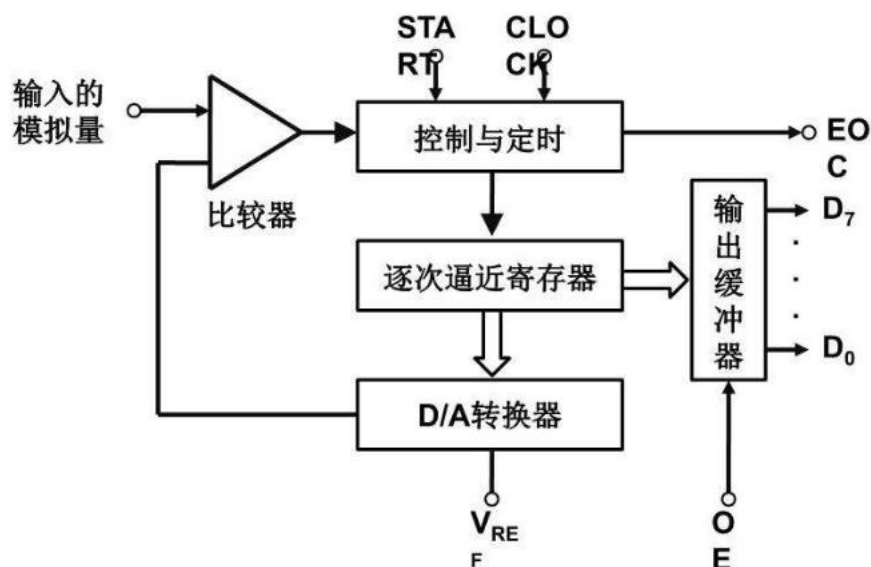 STA
RT
CLO
CK
输入的
模拟量
控制与定时
EO
C
比较器
输
出
缓
冲
器
D7
.
.
.
D0
逐次逼近寄存器
D/A转换器
VRE
F
O
E